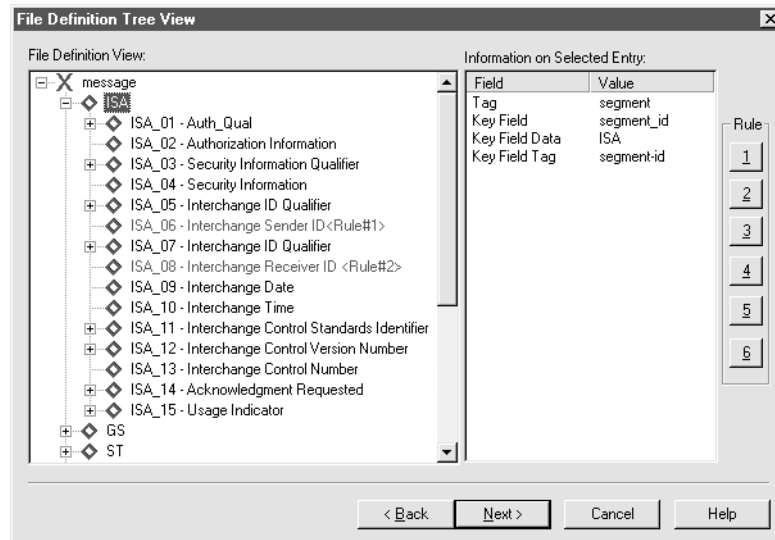 File Definition Tree View
File Definition View:
message
ISA
ISA_01 - Auth_Qual
ISA_02 - Authorization Information
ISA_03 - Security Information Qualifier
ISA_04 - Security Information
ISA_05 - Interchange ID Qualifier
ISA_06 - Interchange Sender ID<Rule#1>
ISA_07 - Interchange ID Qualifier
ISA_08 - Interchange Receiver ID <Rule#2>
ISA_09 - Interchange Date
ISA_10 - Interchange Time
ISA_11 - Interchange Control Standards Identifier
ISA_12 - Interchange Control Version Number
ISA_13 - Interchange Control Number
ISA_14 - Acknowledgment Requested
ISA_15 - Usage Indicator
GS
ST
Information on Selected Entry:
Field Value
Tag segment
Key Field segment_id
Key Field Data ISA
Key Field Tag segment-id
Rule
1
2
3
4
5
6
< Back Next > Cancel Help